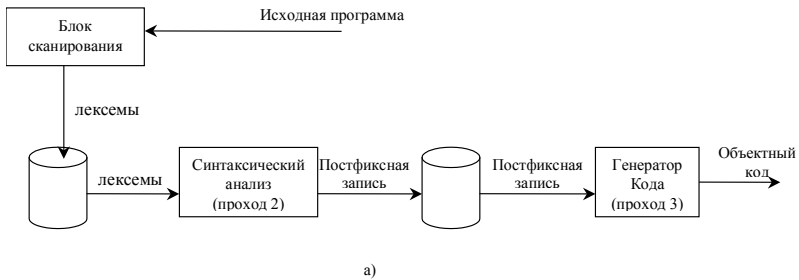 Исходная программа
Блок
сканирования
лексемы
лексемы
Синтаксический
анализ
(проход 2)
Постфиксная
запись
Постфиксная
запись
Генератор
Кода
(проход 3)
Объектный
код
а)